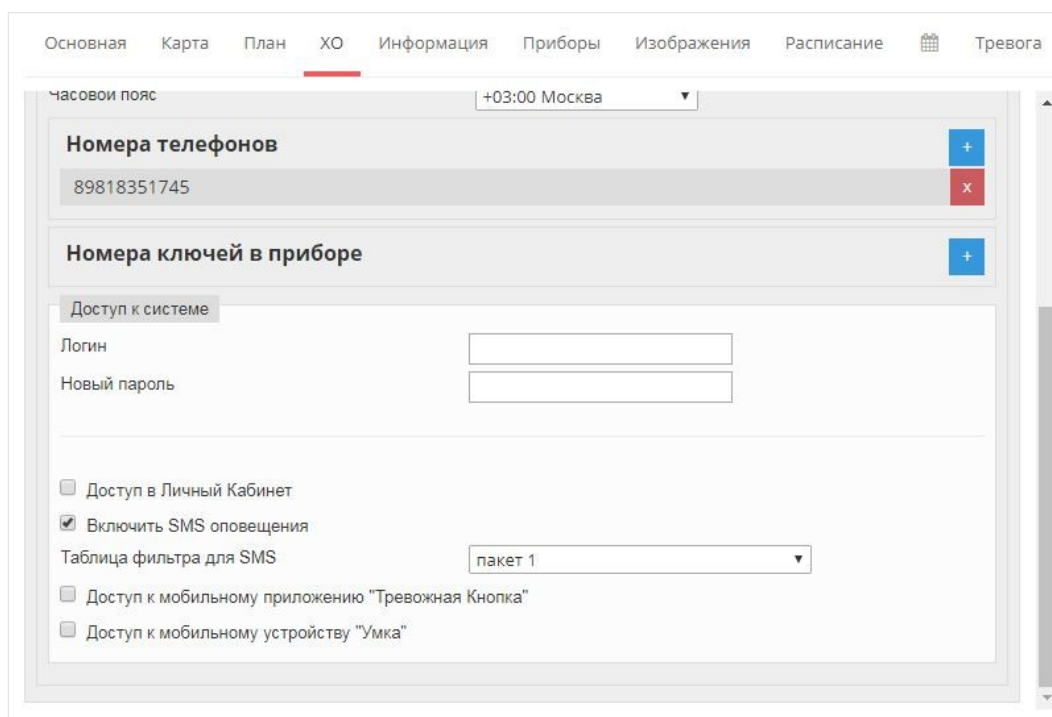 Основная Карта План ХО Информация Приборы Изображения Расписание Тревога
Часовой пояс +03:00 Москва
Номера телефонов +
89818351745 x
Номера ключей в приборе +
Доступ к системе
Логин
Новый пароль
Доступ в Личный Кабинет
Включить SMS оповещения
Таблица фильтра для SMS пакет 1
Доступ к мобильному приложению "Тревожная Кнопка"
Доступ к мобильному устройству "Умка"